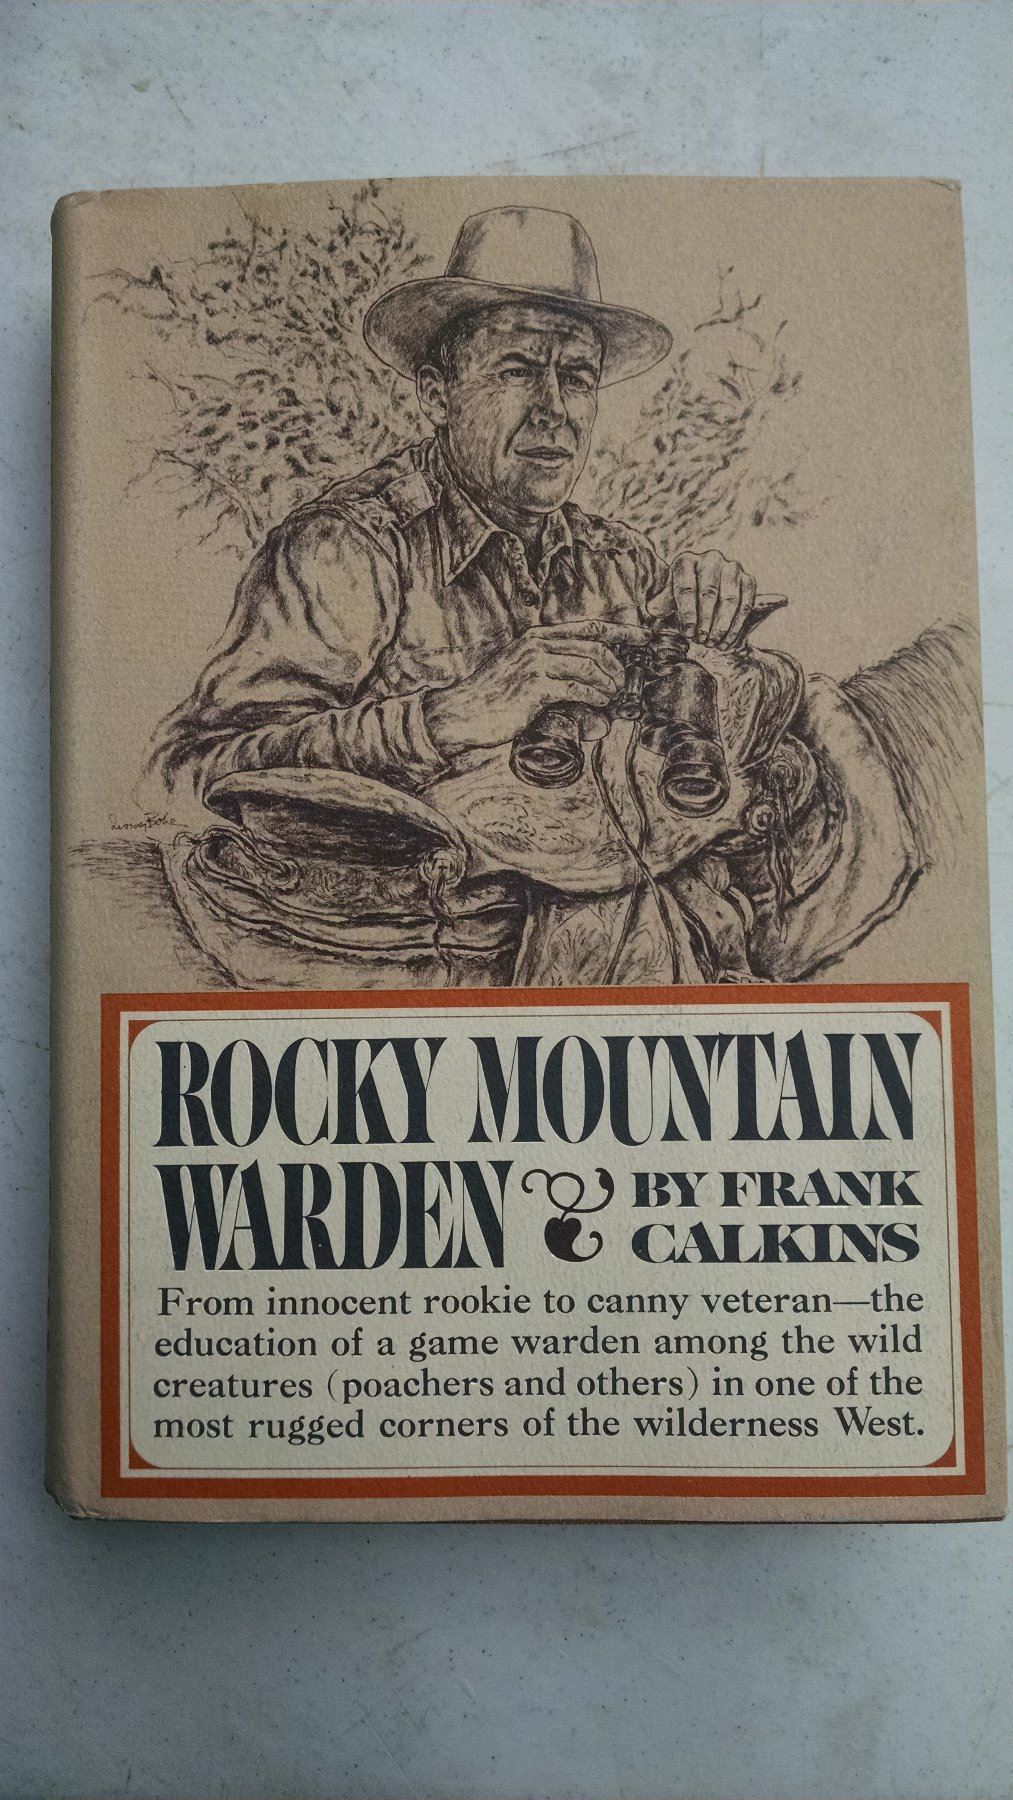 ROCKY MOUNTAIN
WARDEN BY FRANK
CALKINS
From innocent rookie to canny veteran—the
education of a game warden among the wild
creatures (poachers and others) in one of the
most rugged corners of the wilderness West.